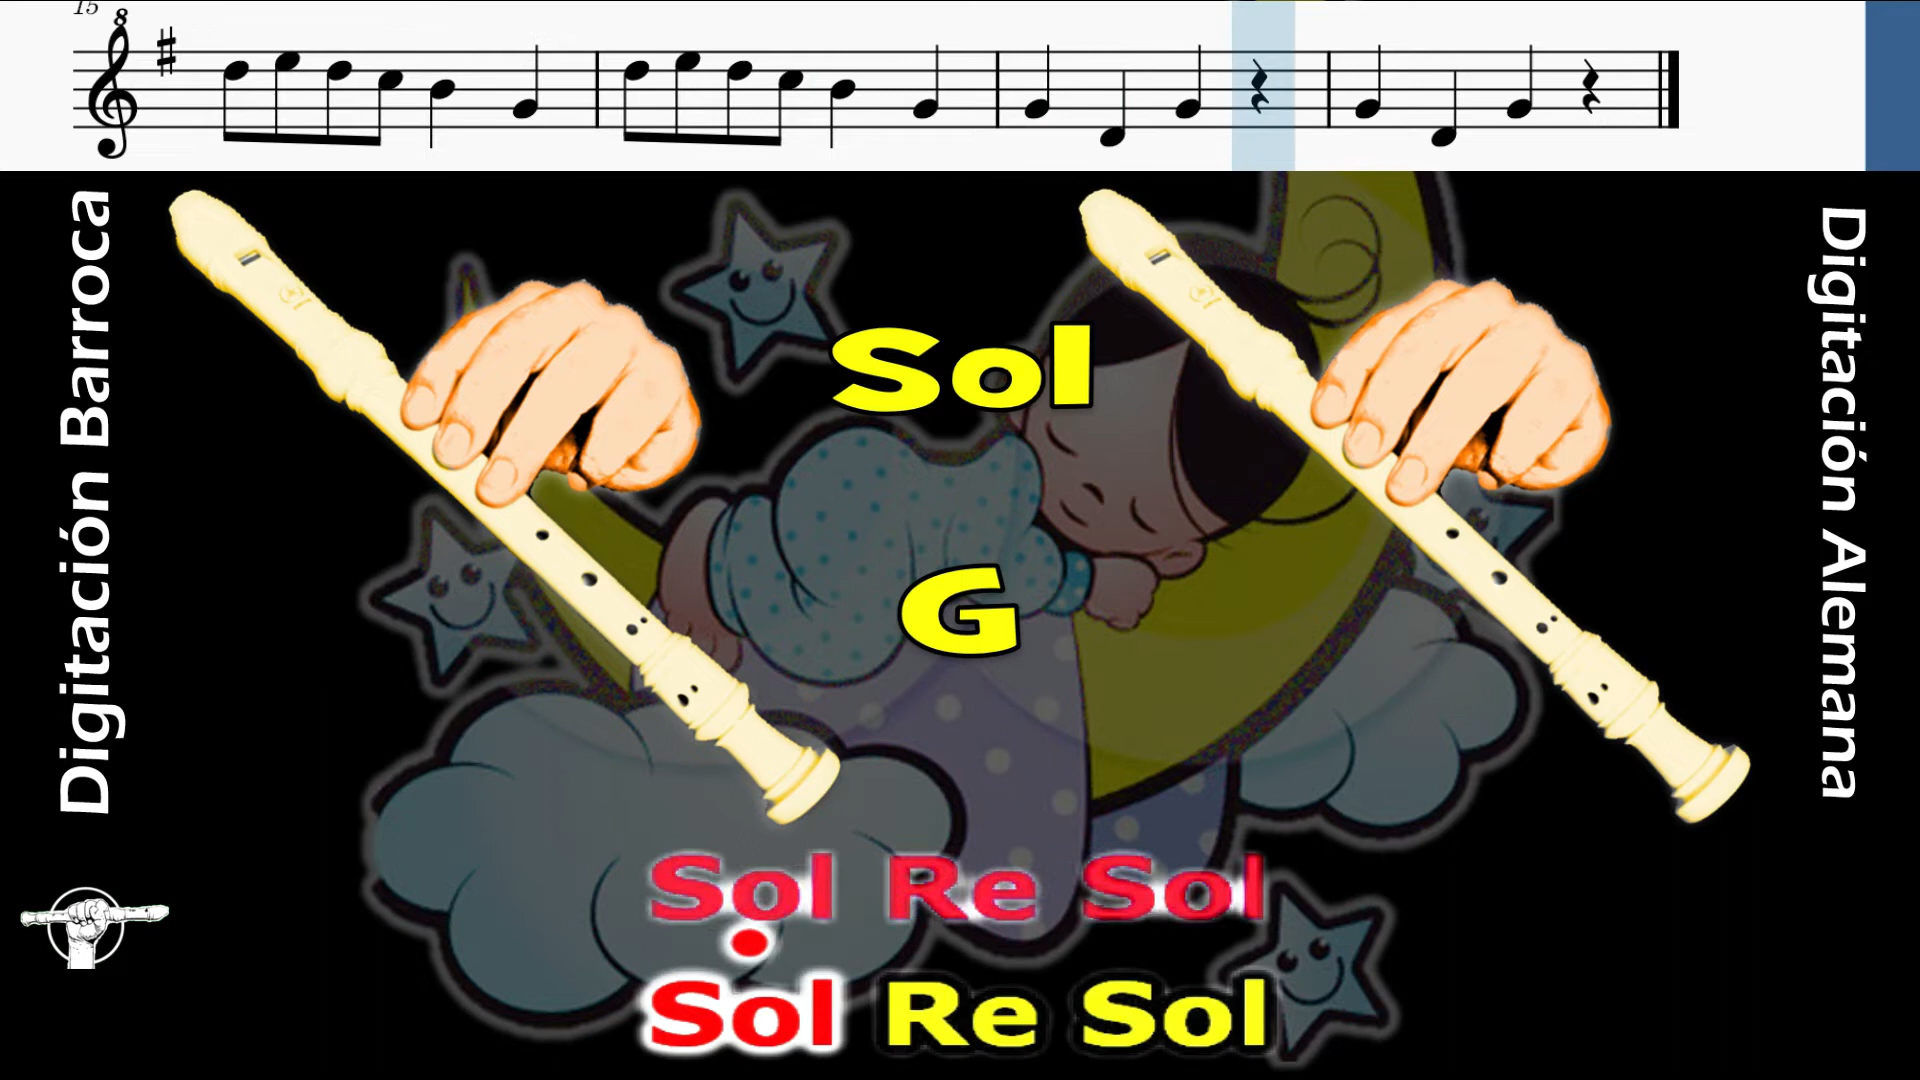 15
8
Digitación Barroca
Sol
G
Digitación Alemana
Sol Re Sol
Sol Re Sol